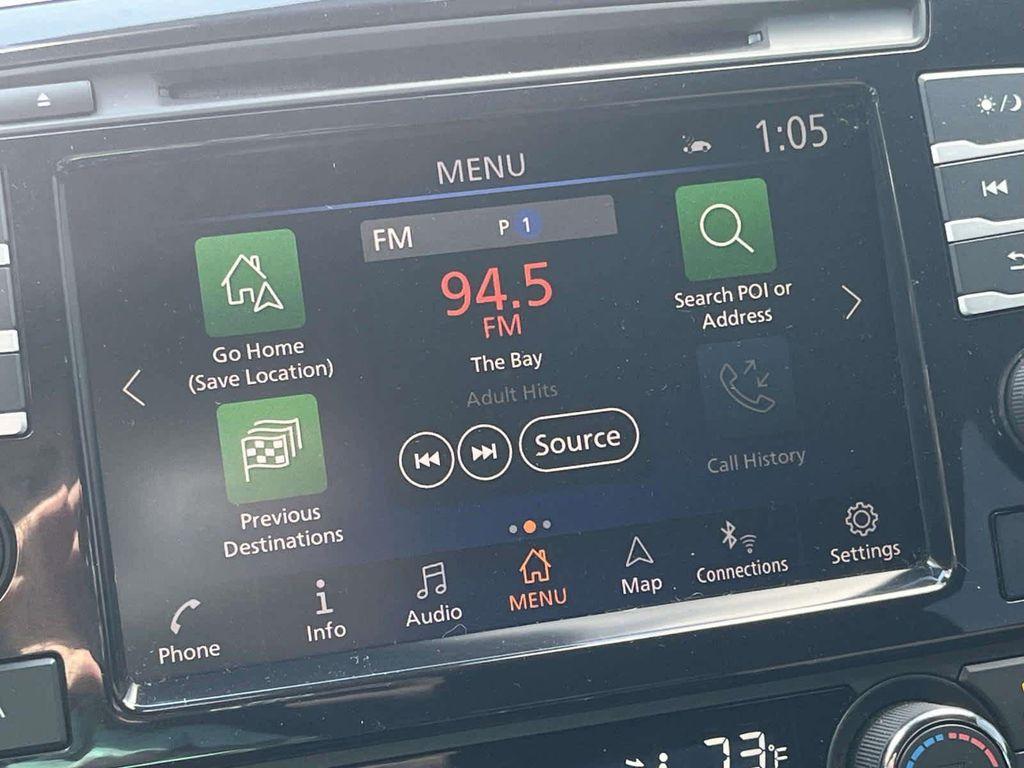 MENU
1:05
FM P 1
94.5
FM
The Bay
Adult Hits
Source
Go Home
(Save Location)
Previous
Destinations
Search POI or
Address
Call History
Phone
Info
Audio
MENU
Map
Connections
Settings
73°F